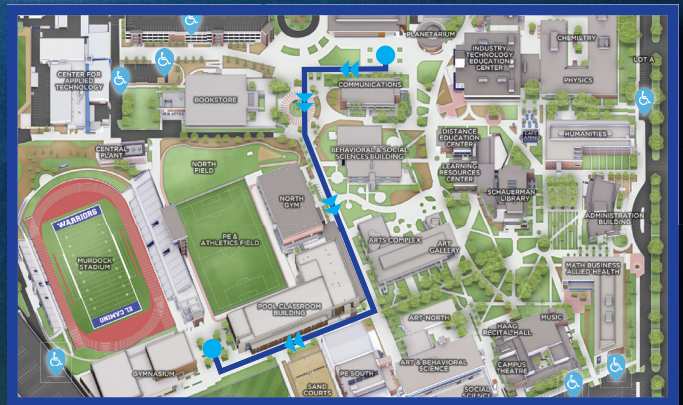 PLANETARIUM
CHEMISTRY
INDUSTRY
TECHNOLOGY
EDUCATION
CENTER
LOT A
CENTER FOR
APPLIED
TECHNOLOGY
COMMUNICATIONS
PHYSICS
BOOKSTORE
DISTANCE
EDUCATION
CENTER
CAFE
CAMINO
HUMANITIES
CENTRAL
PLANT
BEHAVIORAL & SOCIAL
SCIENCES BUILDING
NORTH
FIELD
LEARNING
RESOURCES
CENTER
SCHAUERMAN
LIBRARY
NORTH
GYM
WARRIORS
ADMINISTRATION
BUILDING
PE &
ATHLETICS FIELD
ARTS COMPLEX
ART
GALLERY
MURDOCK
STADIUM
MATH BUSINESS
ALLIED HEALTH
POOL CLASSROOM
BUILDING
EL CAMINO
ART NORTH
MUSIC
HAAG
RECITAL HALL
GYMNASIUM
PE SOUTH
ART & BEHAVIORAL
SCIENCE
CAMPUS
THEATRE
SAND
COURTS
SOCIAL
SCIENCE